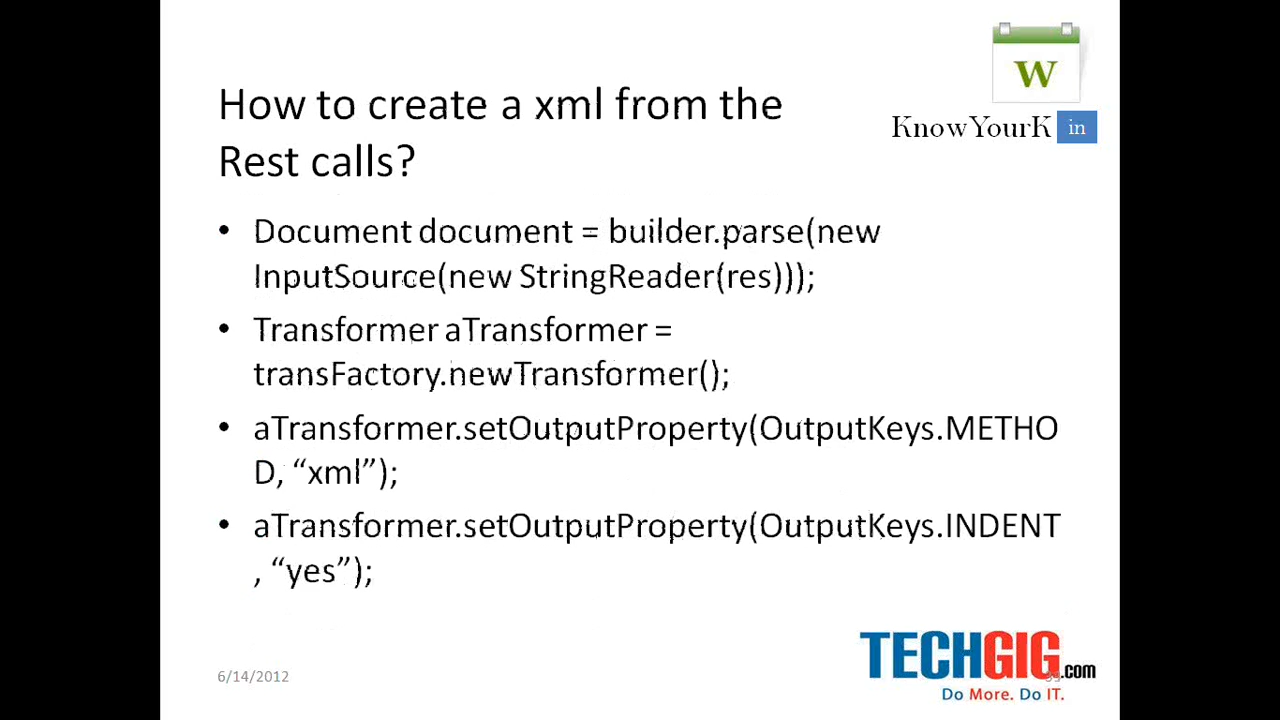 W
KnowYourK in
How to create a xml from the
Rest calls?
• Document document = builder.parse(new
InputSource(new StringReader(res)));
• Transformer aTransformer =
transFactory.newTransformer();
• aTransformer.setOutputProperty(OutputKeys.METHO
D, “xml”);
• aTransformer.setOutputProperty(OutputKeys.INDENT
, “yes”);
6/14/2012
TECHGIG.com
Do More. Do IT.